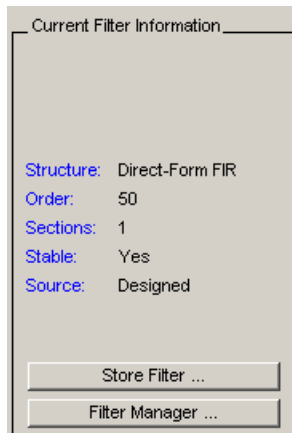 Current Filter Information
Structure: Direct-Form FIR
Order: 50
Sections: 1
Stable: Yes
Source: Designed
Store Filter ...
Filter Manager ...